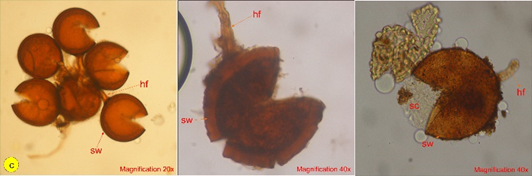 hf
sw
C
Magnification 20x
hf
sw
Magnification 40x
hf
sc
sw
Magnification 40x